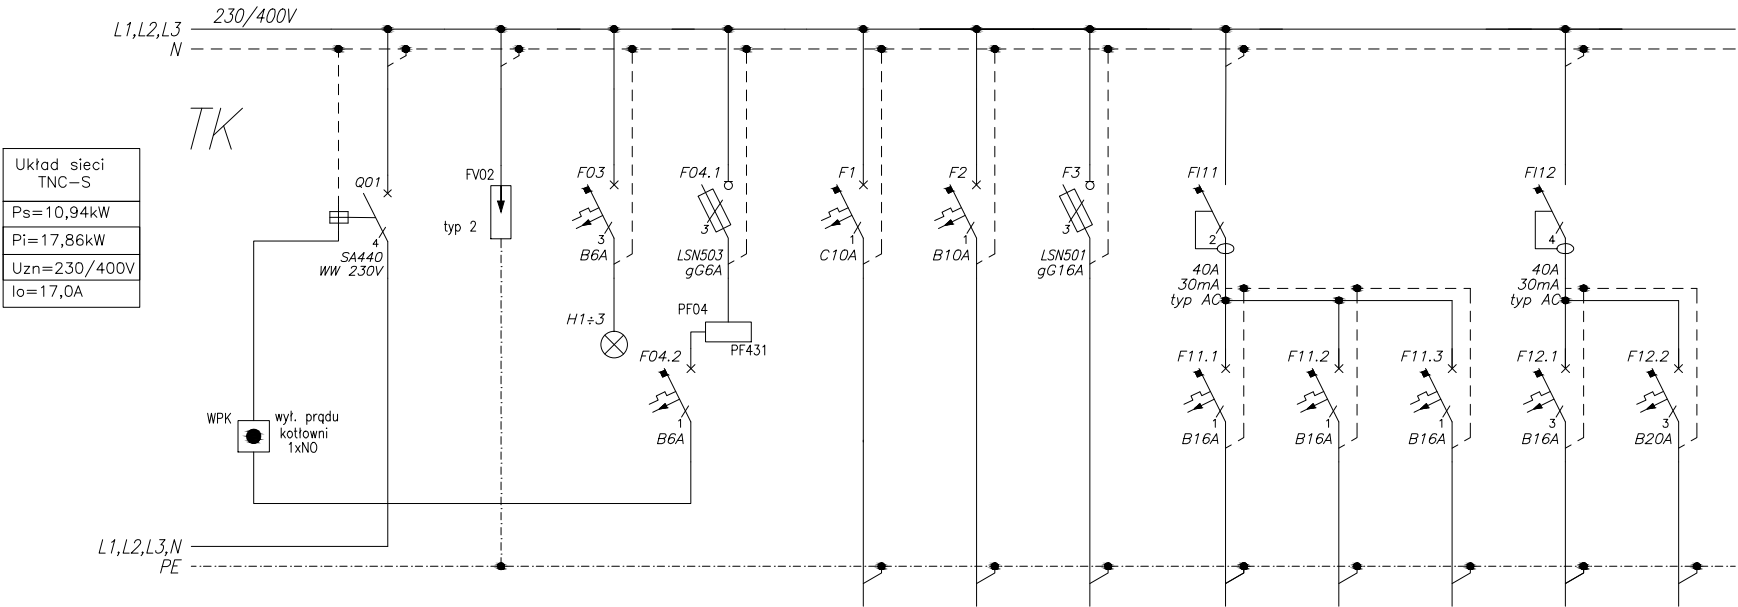 230/400V
L1,L2,L3
N
TK
Układ sieci
TNC-S
Ps=10,94kW
Pi=17,86kW
Uzn=230/400V
Io=17,0A
Q01
4
SA440
WW 230V
FV02
typ 2
F03
3
B6A
H1÷3
F04.1
3
LSN503
gG6A
PF04
PF431
F04.2
1
B6A
F1
1
C10A
F2
1
B10A
F3
3
LSN501
gG16A
FI11
2
40A
30mA
typ AC
FI12
4
40A
30mA
typ AC
F11.1
1
B16A
F11.2
1
B16A
F11.3
1
B16A
F12.1
3
B16A
F12.2
3
B20A
WPK
wył. prądu
kotłowni
1xNO
L1,L2,L3,N
PE